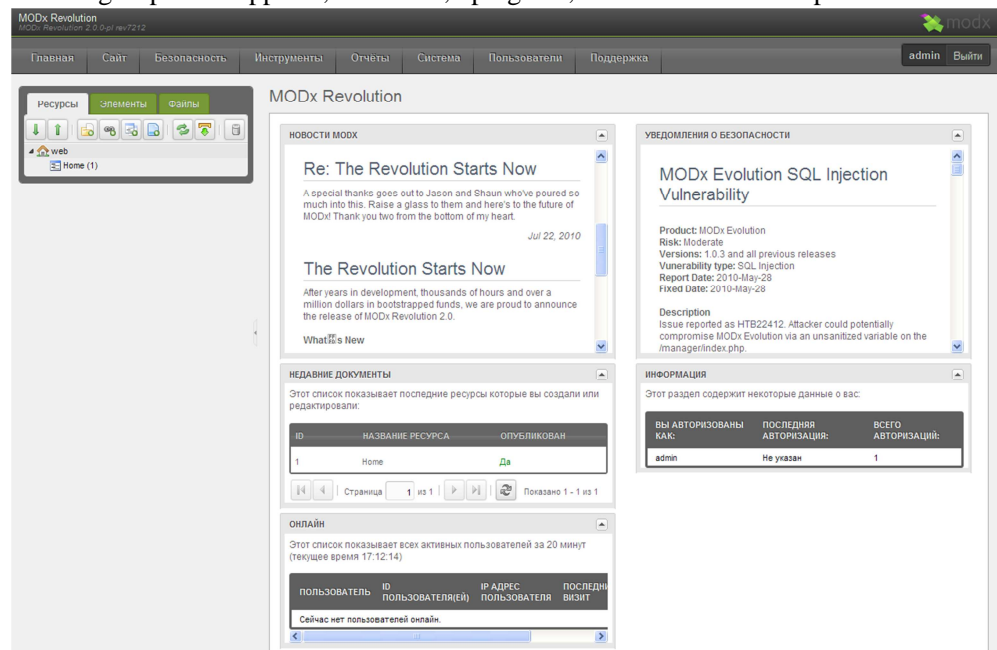 MODx Revolution
MODx Revolution 2.0.0-pl rev7212
modx
Главная Сайт Безопасность Инструменты Отчёты Система Пользователи Поддержка
admin Выйти
Ресурсы Элементы Файлы
web
Home (1)
MODx Revolution
НОВОСТИ MODX
Re: The Revolution Starts Now
A special thanks goes out to Jason and Shaun who've poured so
much into this. Raise a glass to them and here's to the future of
MODx! Thank you two from the bottom of my heart.
Jul 22, 2010
The Revolution Starts Now
After years in development, thousands of hours and over a
million dollars in bootstrapped funds, we are proud to announce
the release of MODx Revolution 2.0.
What s New
УВЕДОМЛЕНИЯ О БЕЗОПАСНОСТИ
MODx Evolution SQL Injection
Vulnerability
Product: MODx Evolution
Risk: Moderate
Versions: 1.0.3 and all previous releases
Vunerability type: SQL Injection
Report Date: 2010-May-28
Fixed Date: 2010-May-28
Description
Issue reported as HTB22412. Attacker could potentially
compromise MODx Evolution via an unsanitized variable on the
/manager/index.php.
НЕДАВНИЕ ДОКУМЕНТЫ
Этот список показывает последние ресурсы которые вы создали или
редактировали:
ID НАЗВАНИЕ РЕСУРСА ОПУБЛИКОВАН
1 Home Да
Страница 1 из 1 Показано 1 - 1 из 1
ИНФОРМАЦИЯ
Этот раздел содержит некоторые данные о вас:
ВЫ АВТОРИЗОВАНЫ КАК: ПОСЛЕДНЯЯ АВТОРИЗАЦИЯ: ВСЕГО АВТОРИЗАЦИЙ:
admin Не указан 1
ОНЛАЙН
Этот список показывает всех активных пользователей за 20 минут
(текущее время 17:12:14)
ПОЛЬЗОВАТЕЛЬ ID ПОЛЬЗОВАТЕЛЯ(ЕЙ) IP АДРЕС ПОЛЬЗОВАТЕЛЯ ВИЗИТ
Сейчас нет пользователей онлайн.